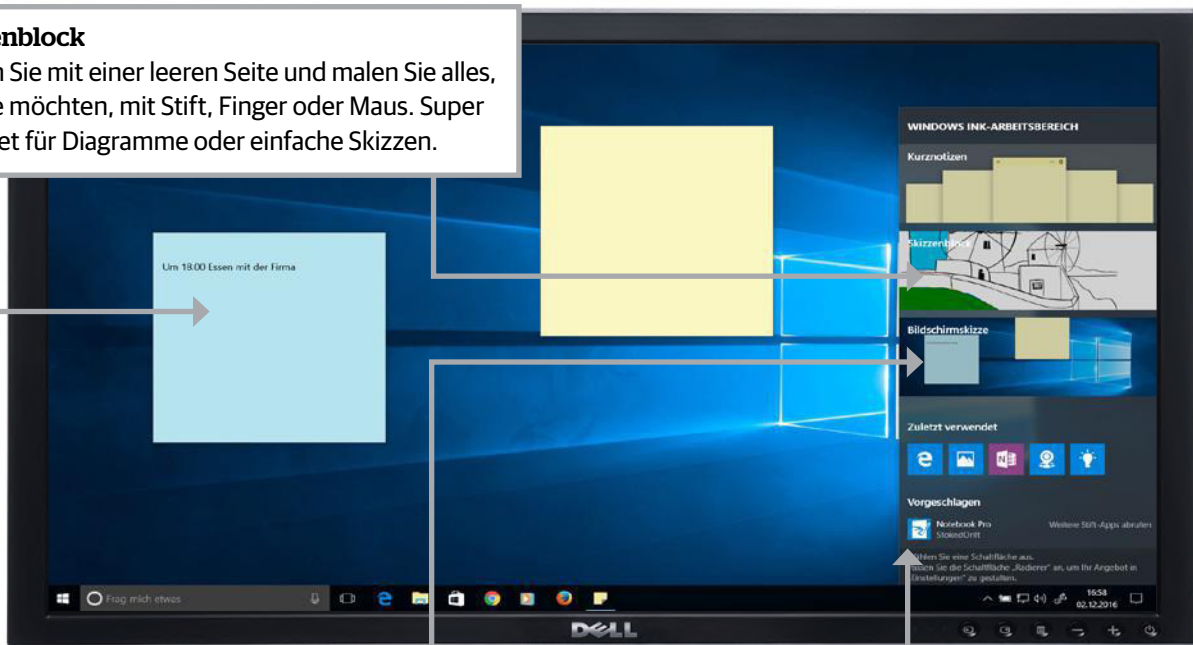 enblock
n Sie mit einer leeren Seite und malen Sie alles,
e möchten, mit Stift, Finger oder Maus. Super
et für Diagramme oder einfache Skizzen.
WINDOWS INK-ARBEITSBEREICH
Kurznotizen
Um 18:00 Essen mit der Firma
Skizzenblock
Bildschirmskizze
Zuletzt verwendet
Vorgeschlagen
Notebook Pro
Weitere Stift-Apps abrufen
Wählen Sie eine Schaltfläche aus.
Passen Sie die Schaltfläche „Radierer" an, um Ihr Angebot in
Einstellungen" zu gestalten.
Frag mich etwas
16:58
02.12.2016
DELL